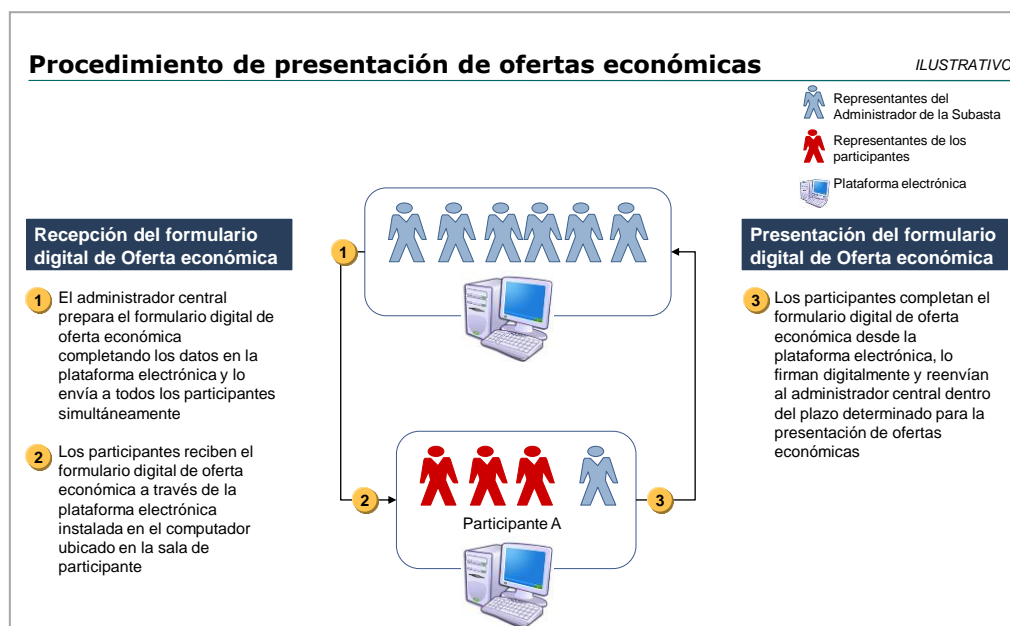 Procedimiento de presentación de ofertas económicas
ILUSTRATIVO
Representantes del
Administrador de la Subasta
Representantes de los
participantes
Plataforma electrónica
Recepción del formulario
digital de Oferta económica
1
El administrador central
prepara el formulario digital de
oferta económica
completando los datos en la
plataforma electrónica y lo
envía a todos los participantes
simultáneamente
2
Los participantes reciben el
formulario digital de oferta
económica a través de la
plataforma electrónica
instalada en el computador
ubicado en la sala de
participante
1
2
Participante A
3
Presentación del formulario
digital de Oferta económica
3
Los participantes completan el
formulario digital de oferta
económica desde la
plataforma electrónica, lo
firman digitalmente y reenvían
al administrador central dentro
del plazo determinado para la
presentación de ofertas
económicas